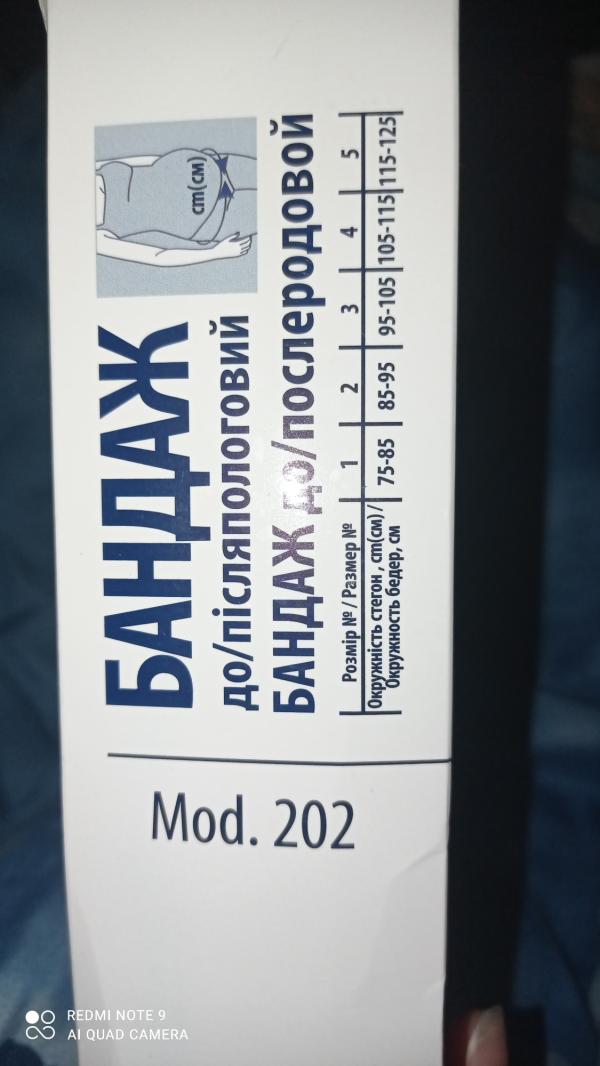 БАНДАЖ
до/післяпологовий
БАНДАЖ до/послеродовой
cm(см)
Розмір № / Размер № 1 2 3 4 5
Окружність стегон , cm(см) / 75-85 85-95 95-105 105-115 115-125
Окружность бедер, см
Mod. 202
REDMI NOTE 9
AI QUAD CAMERA